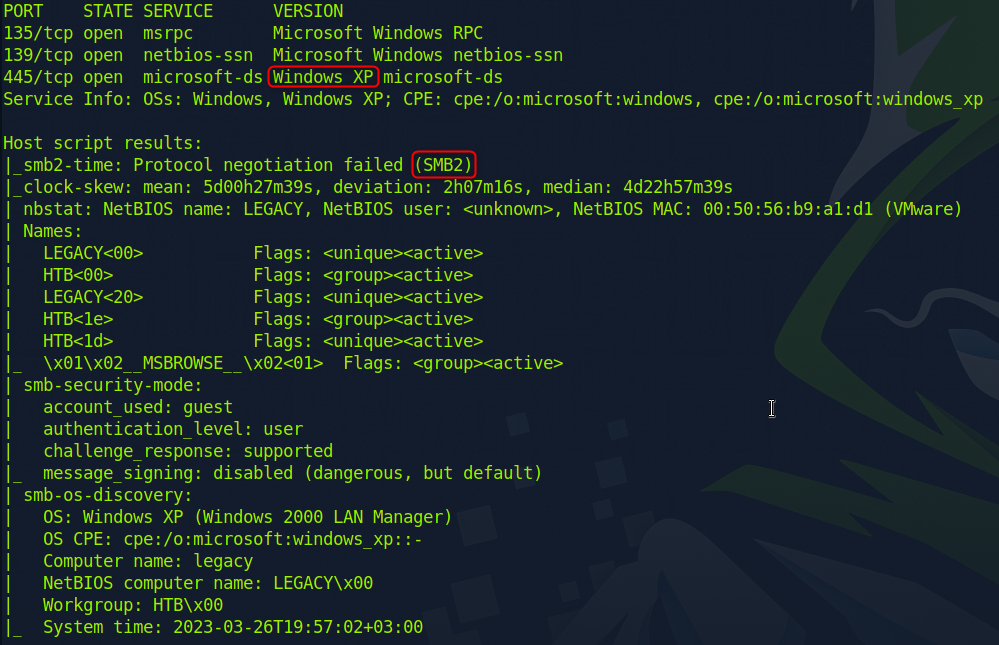 PORT    STATE SERVICE      VERSION
135/tcp open  msrpc        Microsoft Windows RPC
139/tcp open  netbios-ssn  Microsoft Windows netbios-ssn
445/tcp open  microsoft-ds Windows XP microsoft-ds
Service Info: OSs: Windows, Windows XP; CPE: cpe:/o:microsoft:windows, cpe:/o:microsoft:windows_xp

Host script results:
|_smb2-time: Protocol negotiation failed (SMB2)
|_clock-skew: mean: 5d00h27m39s, deviation: 2h07m16s, median: 4d22h57m39s
| nbstat: NetBIOS name: LEGACY, NetBIOS user: <unknown>, NetBIOS MAC: 00:50:56:b9:a1:d1 (VMware)
| Names:
|   LEGACY<00>           Flags: <unique><active>
|   HTB<00>              Flags: <group><active>
|   LEGACY<20>           Flags: <unique><active>
|   HTB<1e>              Flags: <group><active>
|   HTB<1d>              Flags: <unique><active>
|_  \x01\x02__MSBROWSE__\x02<01>  Flags: <group><active>
| smb-security-mode:
|   account_used: guest
|   authentication_level: user
|   challenge_response: supported
|_  message_signing: disabled (dangerous, but default)
| smb-os-discovery:
|   OS: Windows XP (Windows 2000 LAN Manager)
|   OS CPE: cpe:/o:microsoft:windows_xp::-
|   Computer name: legacy
|   NetBIOS computer name: LEGACY\x00
|   Workgroup: HTB\x00
|_  System time: 2023-03-26T19:57:02+03:00